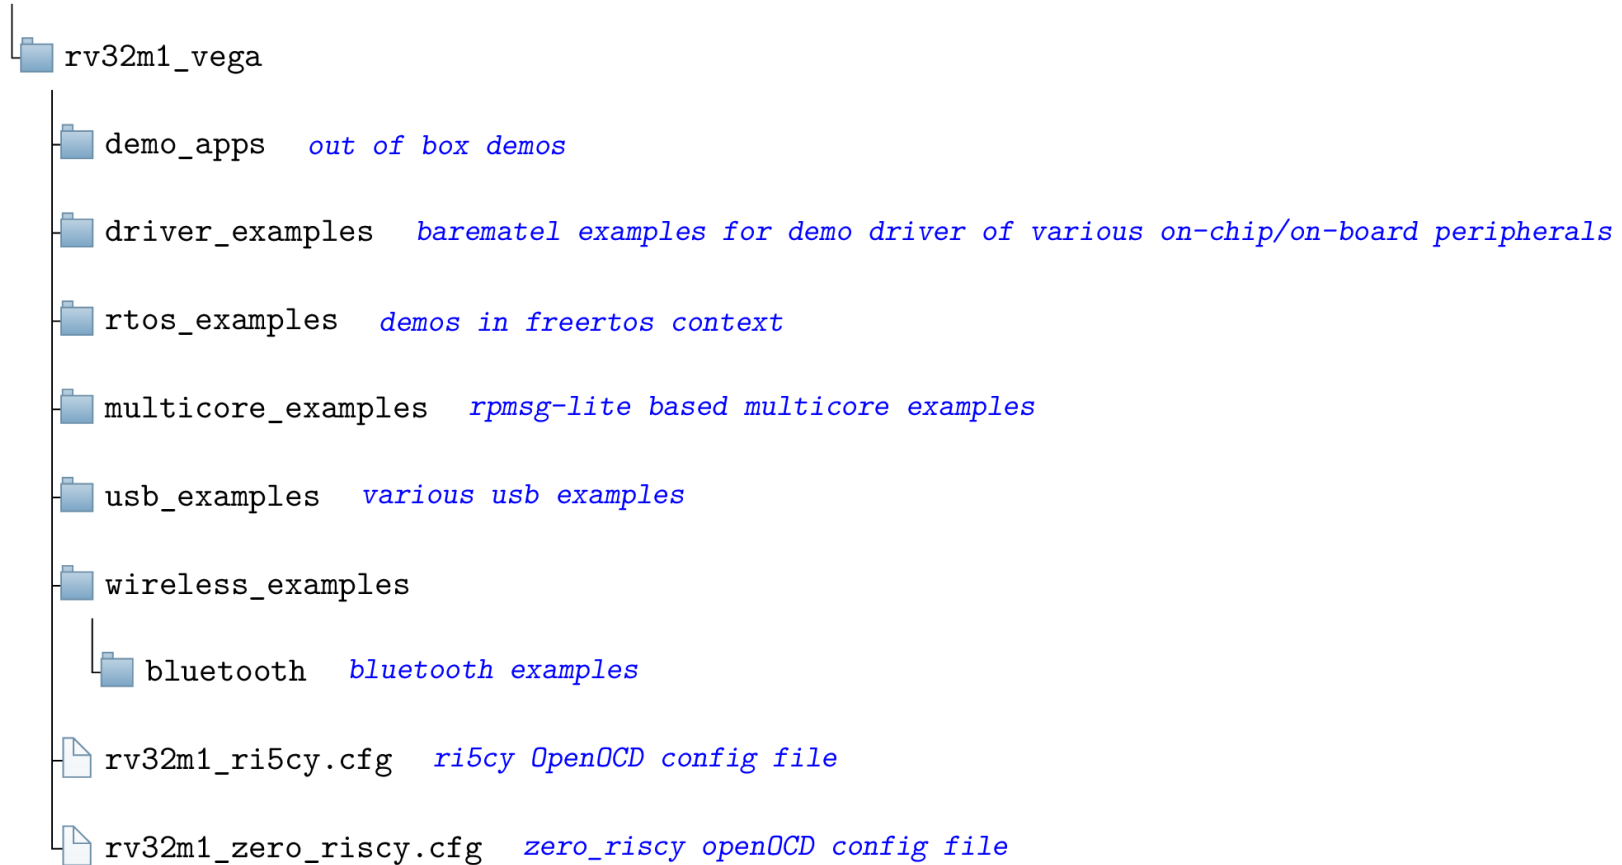 rv32m1_vega
demo_apps out of box demos
driver_examples barematel examples for demo driver of various on-chip/on-board peripherals
rtos_examples demos in freertos context
multicore_examples rpmsg-lite based multicore examples
usb_examples various usb examples
wireless_examples
bluetooth bluetooth examples
rv32m1_ri5cy.cfg ri5cy OpenOCD config file
rv32m1_zero_riscy.cfg zero_riscy openOCD config file